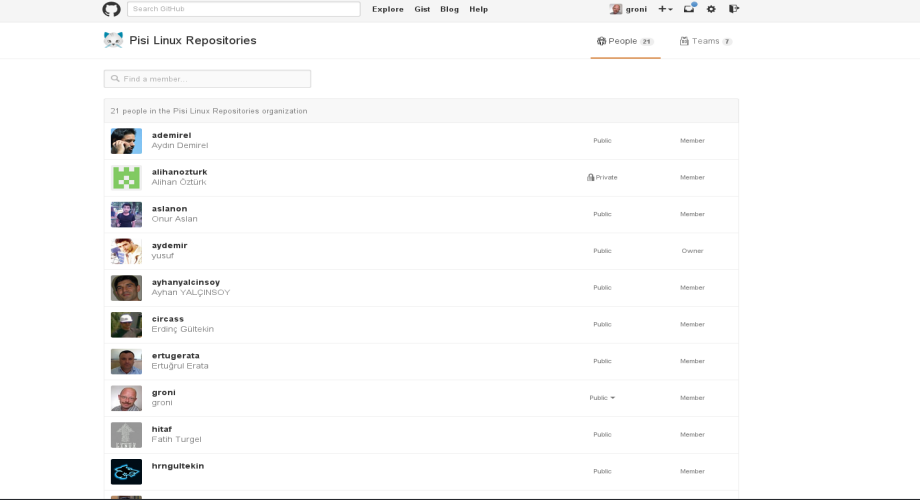 Search GitHub
Explore Gist Blog Help
groni
Pisi Linux Repositories
People 21
Teams 7
Find a member...
21 people in the Pisi Linux Repositories organization
ademirel
Aydın Demirel
Public
Member
alihanozturk
Alihan Öztürk
Private
Member
aslanon
Onur Aslan
Public
Member
aydemir
yusuf
Public
Owner
ayhanyalcinsoy
Ayhan YALÇINSOY
Public
Member
circass
Erdinç Gültekin
Public
Member
ertugerata
Ertuğrul Erata
Public
Member
groni
groni
Public
Member
hitaf
Fatih Turgel
Public
Member
hrngultekin
Public
Member